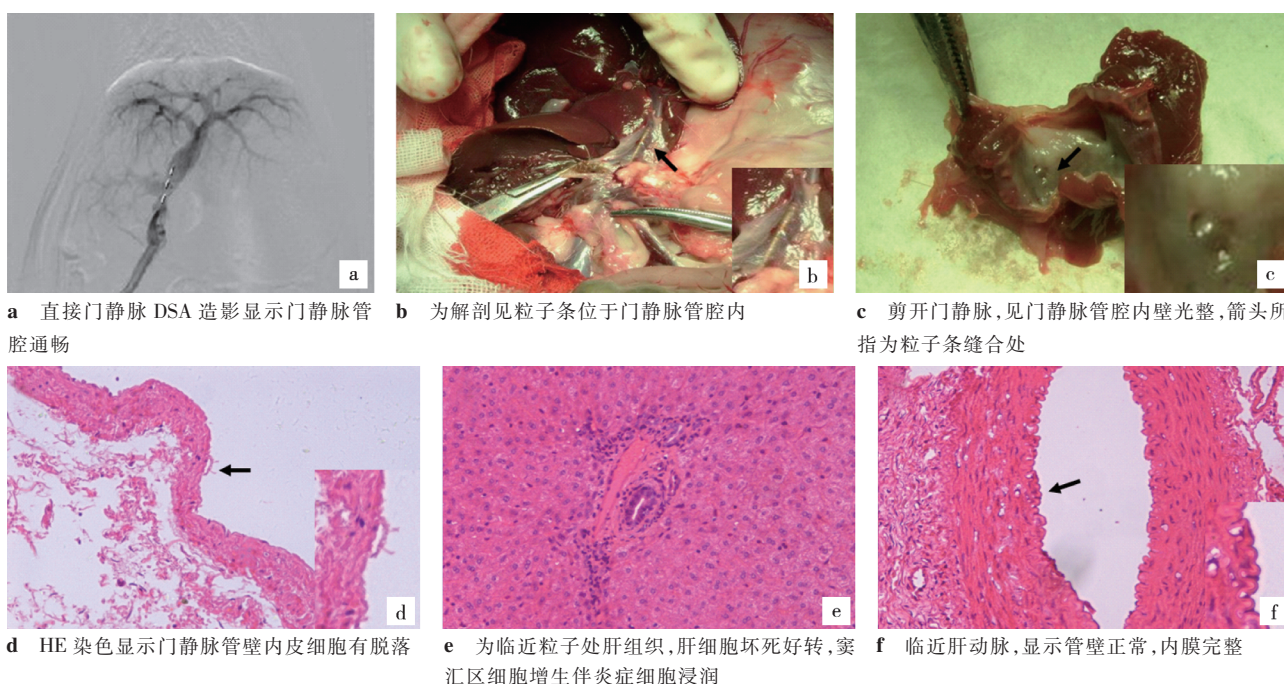 a
b
c
a 直接门静脉 DSA 造影显示门静脉管
腔通畅
b 为解剖见粒子条位于门静脉管腔内
c 剪开门静脉,见门静脉管腔内壁光整,箭头所
指为粒子条缝合处
d
e
f
d HE 染色显示门静脉管壁内皮细胞有脱落
e 为临近粒子处肝组织,肝细胞坏死好转,窦
汇区细胞增生伴炎症细胞浸润
f 临近肝动脉,显示管壁正常,内膜完整